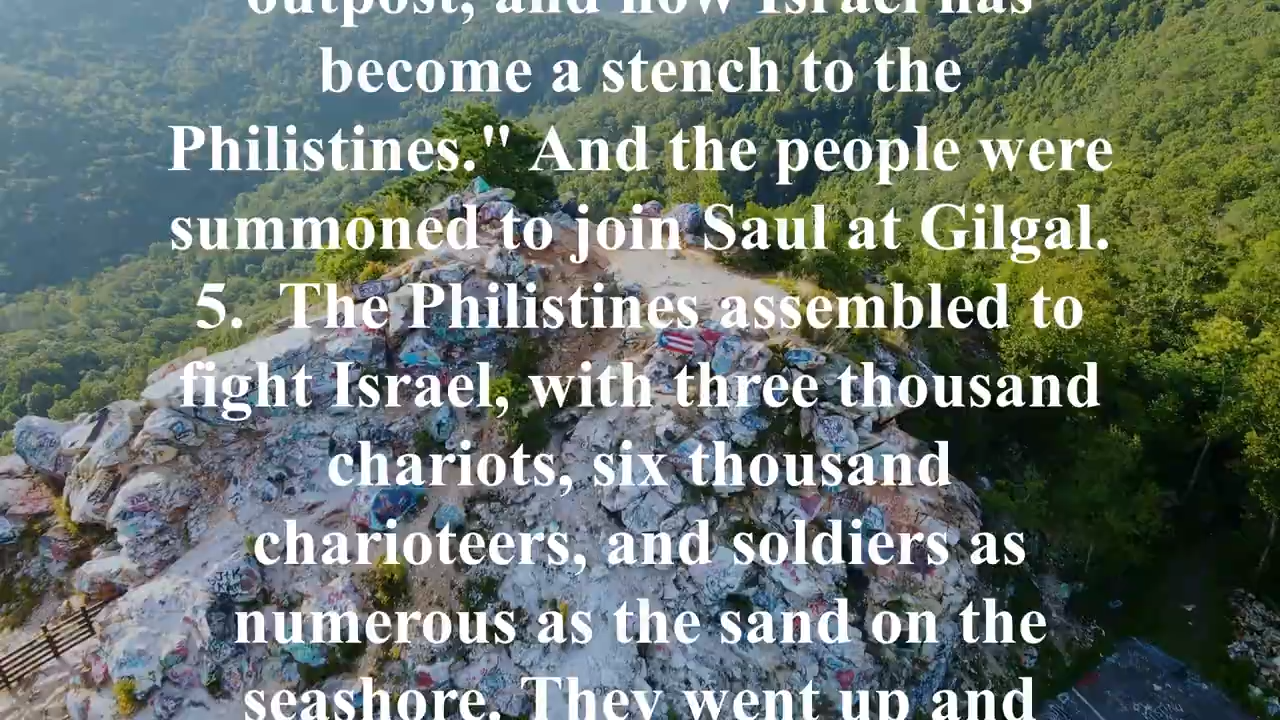 outpost, and now Israel has
become a stench to the
Philistines." And the people were
summoned to join Saul at Gilgal.
5. The Philistines assembled to
fight Israel, with three thousand
chariots, six thousand
charioteers, and soldiers as
numerous as the sand on the
seashore. They went up and